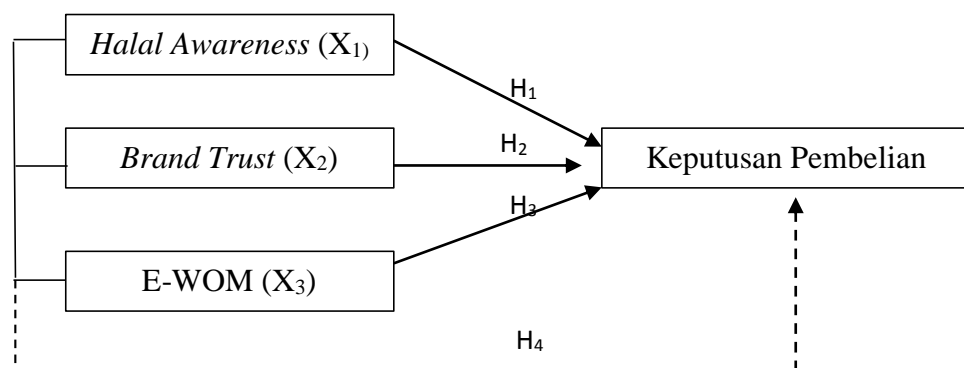 Halal Awareness (X₁)
H₁
Brand Trust (X₂)
H₂
Keputusan Pembelian
H₃
E-WOM (X₃)
H₄